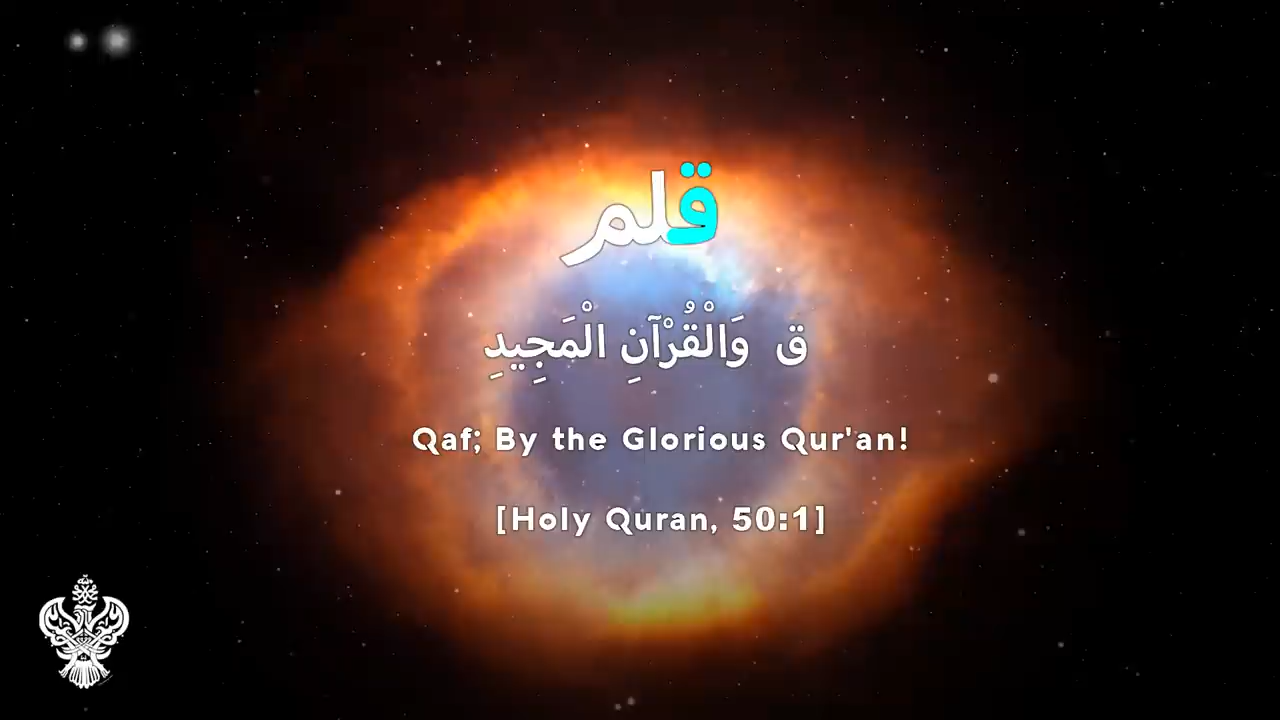 قلم
ق وَالْقُرْآنِ الْمَجِيدِ
Qaf; By the Glorious Qur'an!
[Holy Quran, 50:1]